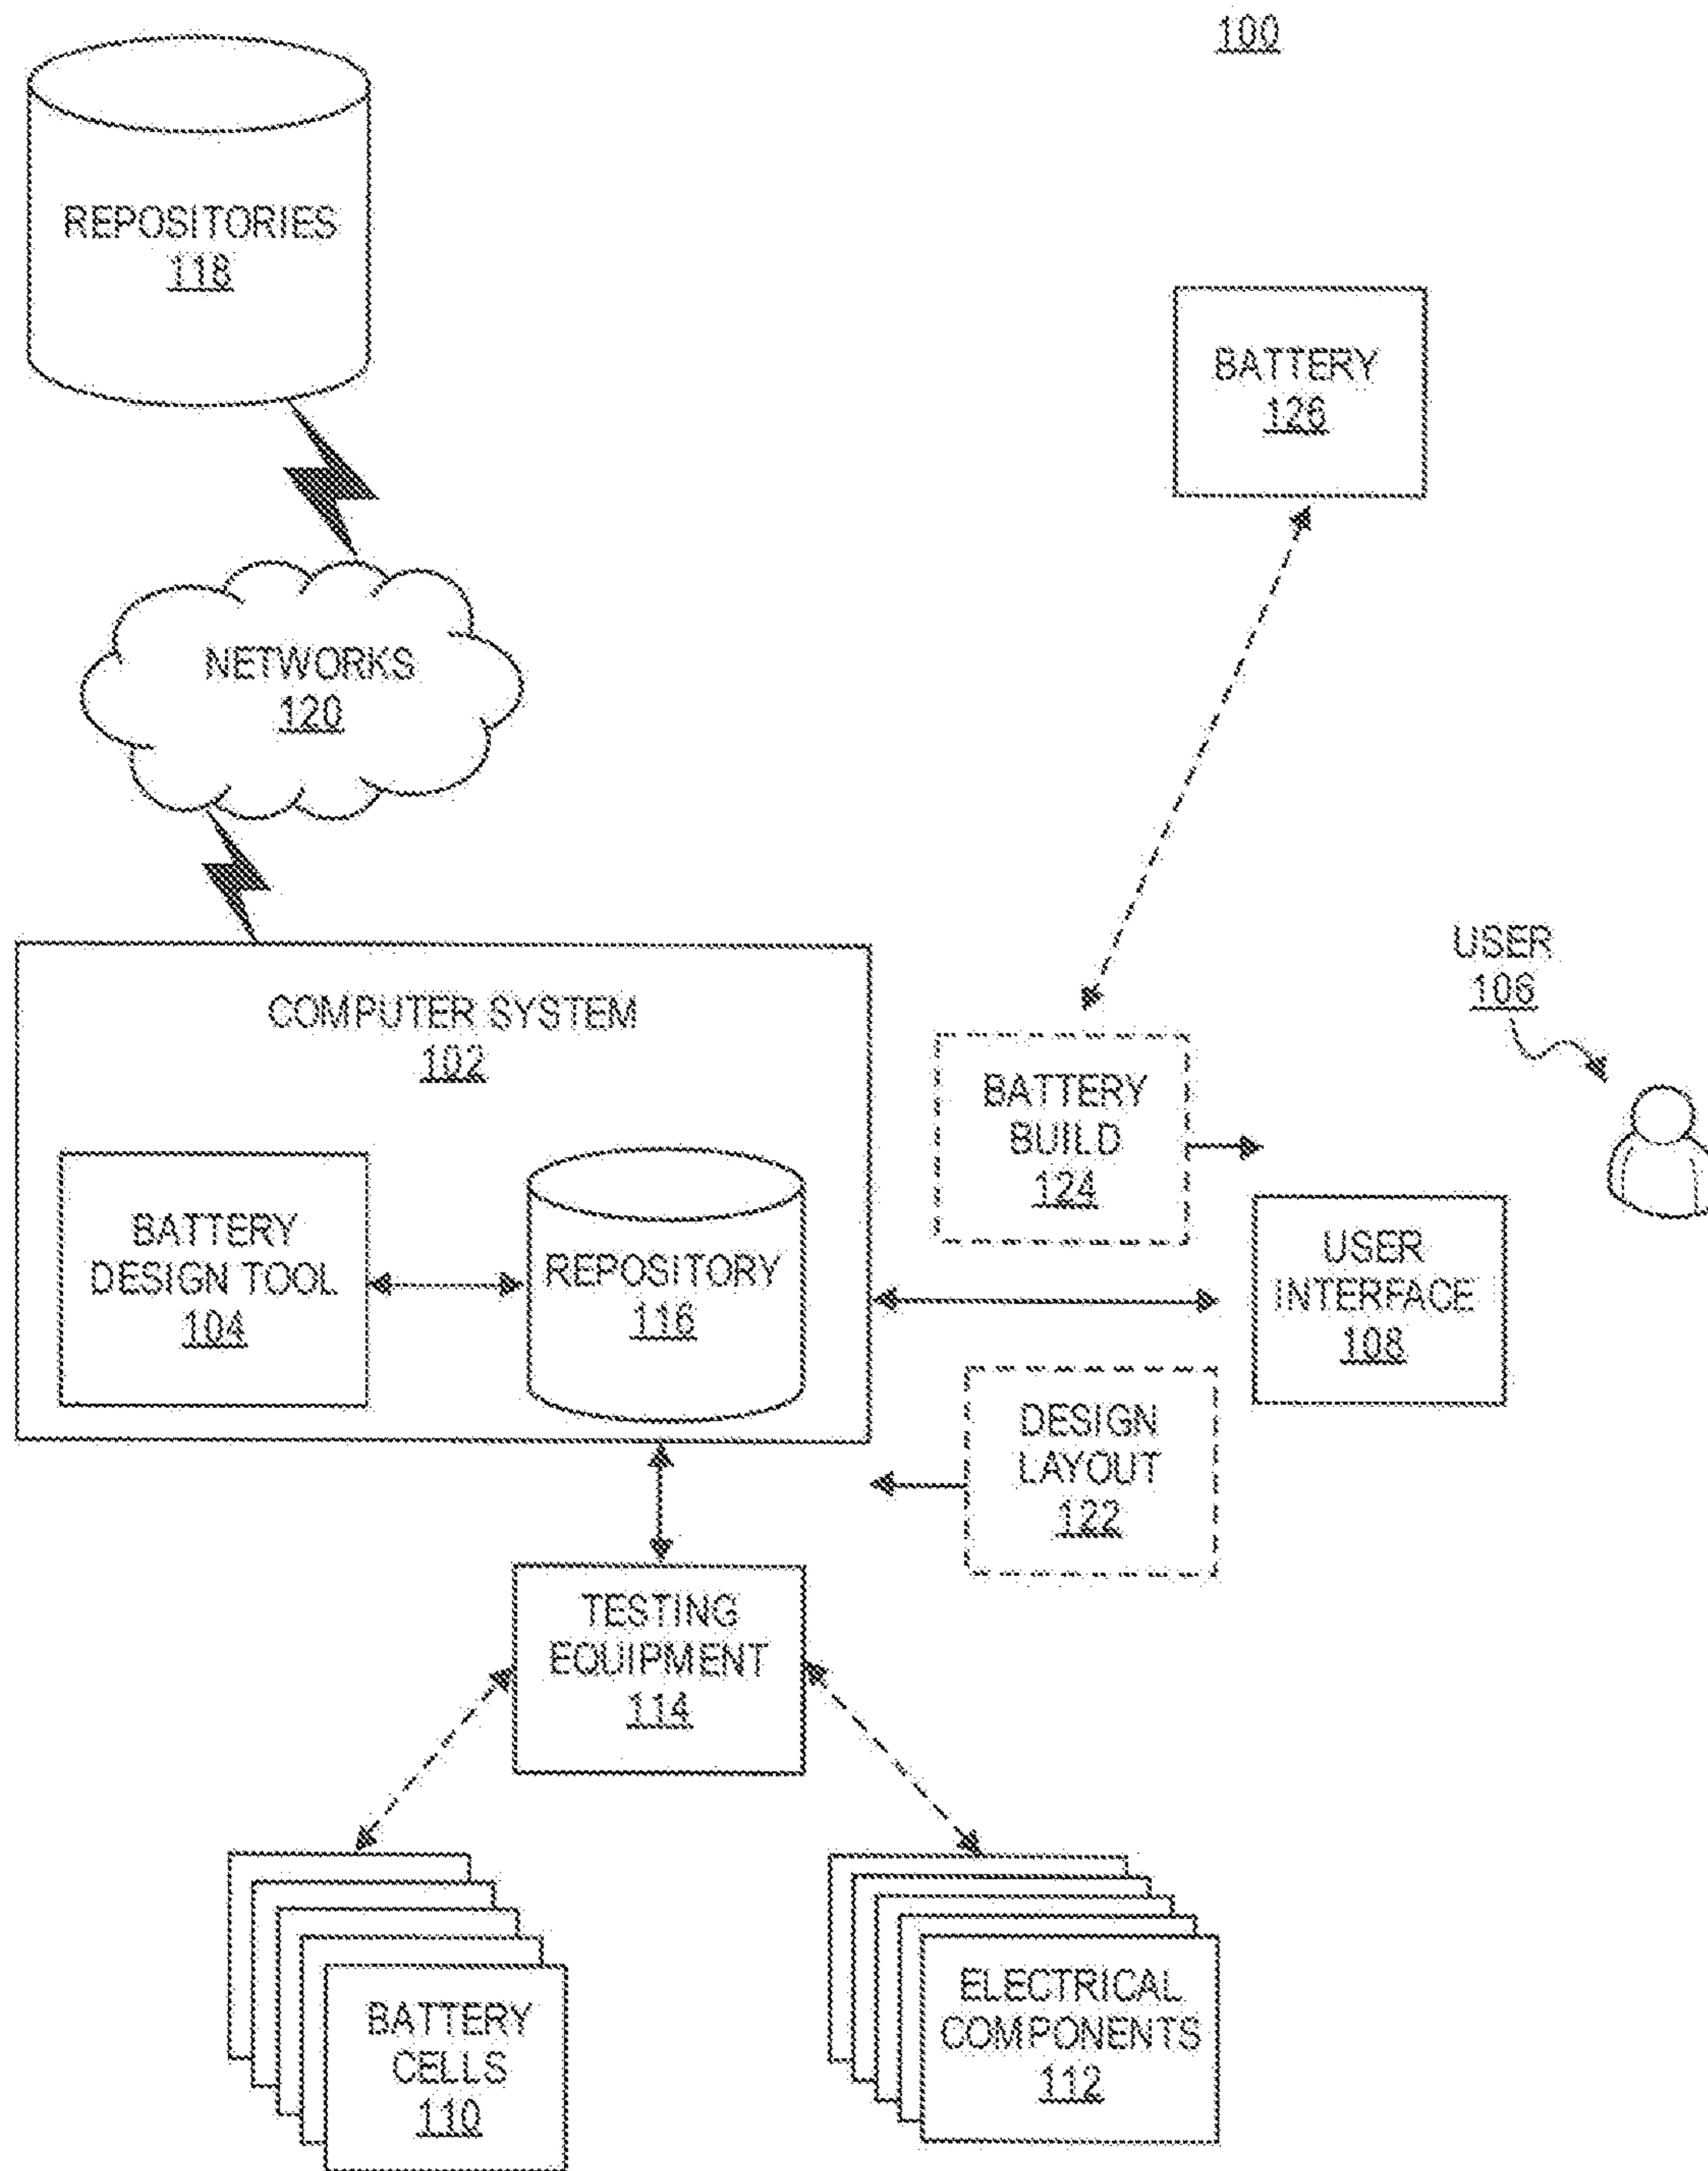 100
REPOSITORIES
118
BATTERY
126
NETWORKS
120
USER
106
COMPUTER SYSTEM
102
BATTERY
BUILD
124
BATTERY
DESIGN TOOL
104
REPOSITORY
116
USER
INTERFACE
108
DESIGN
LAYOUT
122
TESTING
EQUIPMENT
114
BATTERY
CELLS
110
ELECTRICAL
COMPONENTS
112